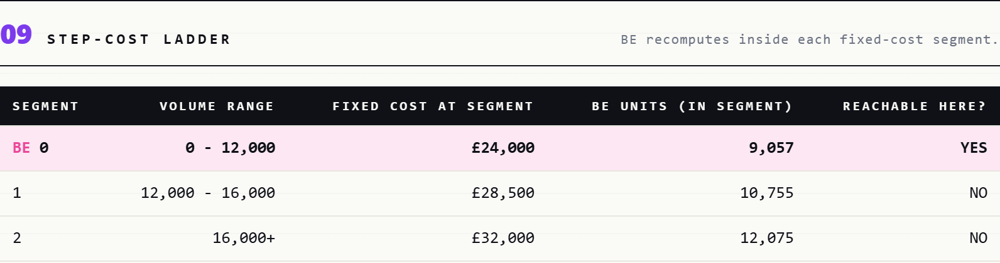 09 STEP-COST LADDER BE recomputes inside each fixed-cost segment.
SEGMENT VOLUME RANGE FIXED COST AT SEGMENT BE UNITS (IN SEGMENT) REACHABLE HERE?
BE 0 0 - 12,000 £24,000 9,057 YES
1 12,000 - 16,000 £28,500 10,755 NO
2 16,000+ £32,000 12,075 NO